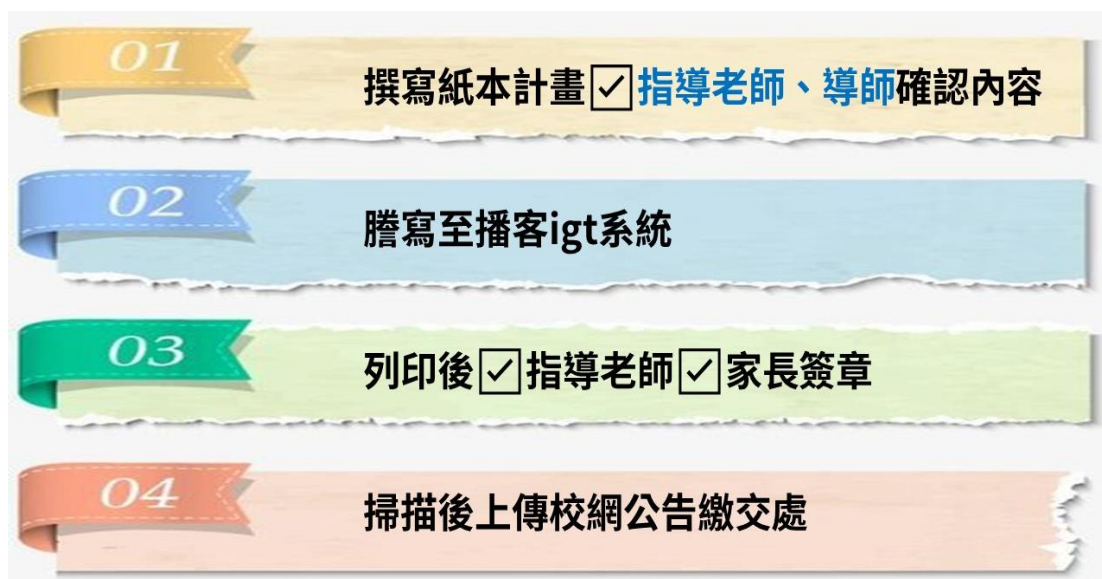 01
撰寫紙本計畫☑指導老師、導師確認內容
02
謄寫至播客igt系統
03
列印後☑指導老師☑家長簽章
04
掃描後上傳校網公告繳交處